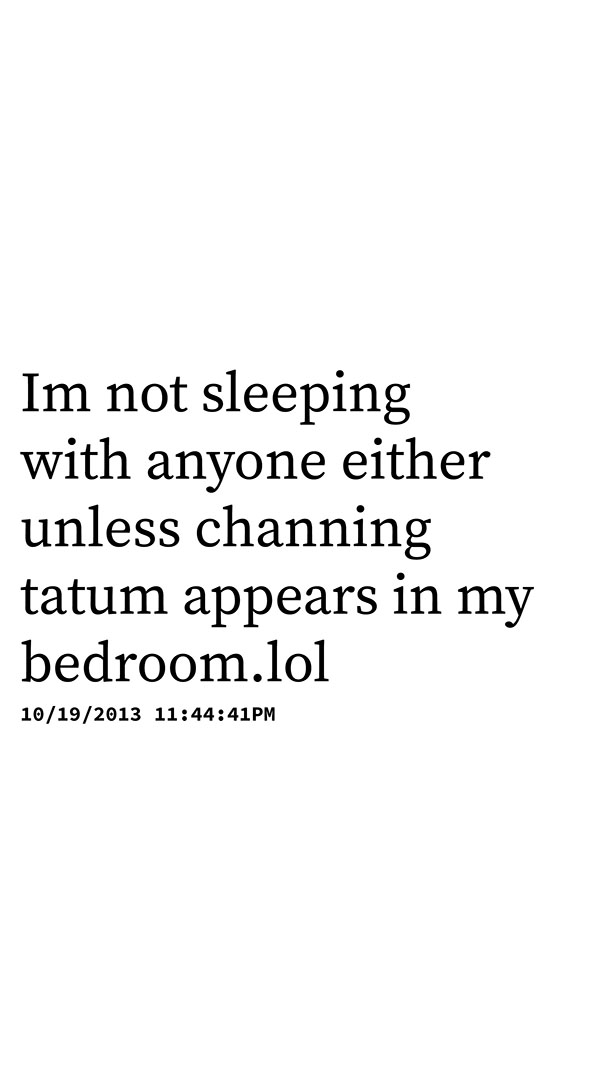 Im not sleeping
with anyone either
unless channing
tatum appears in my
bedroom.lol
10/19/2013 11:44:41PM